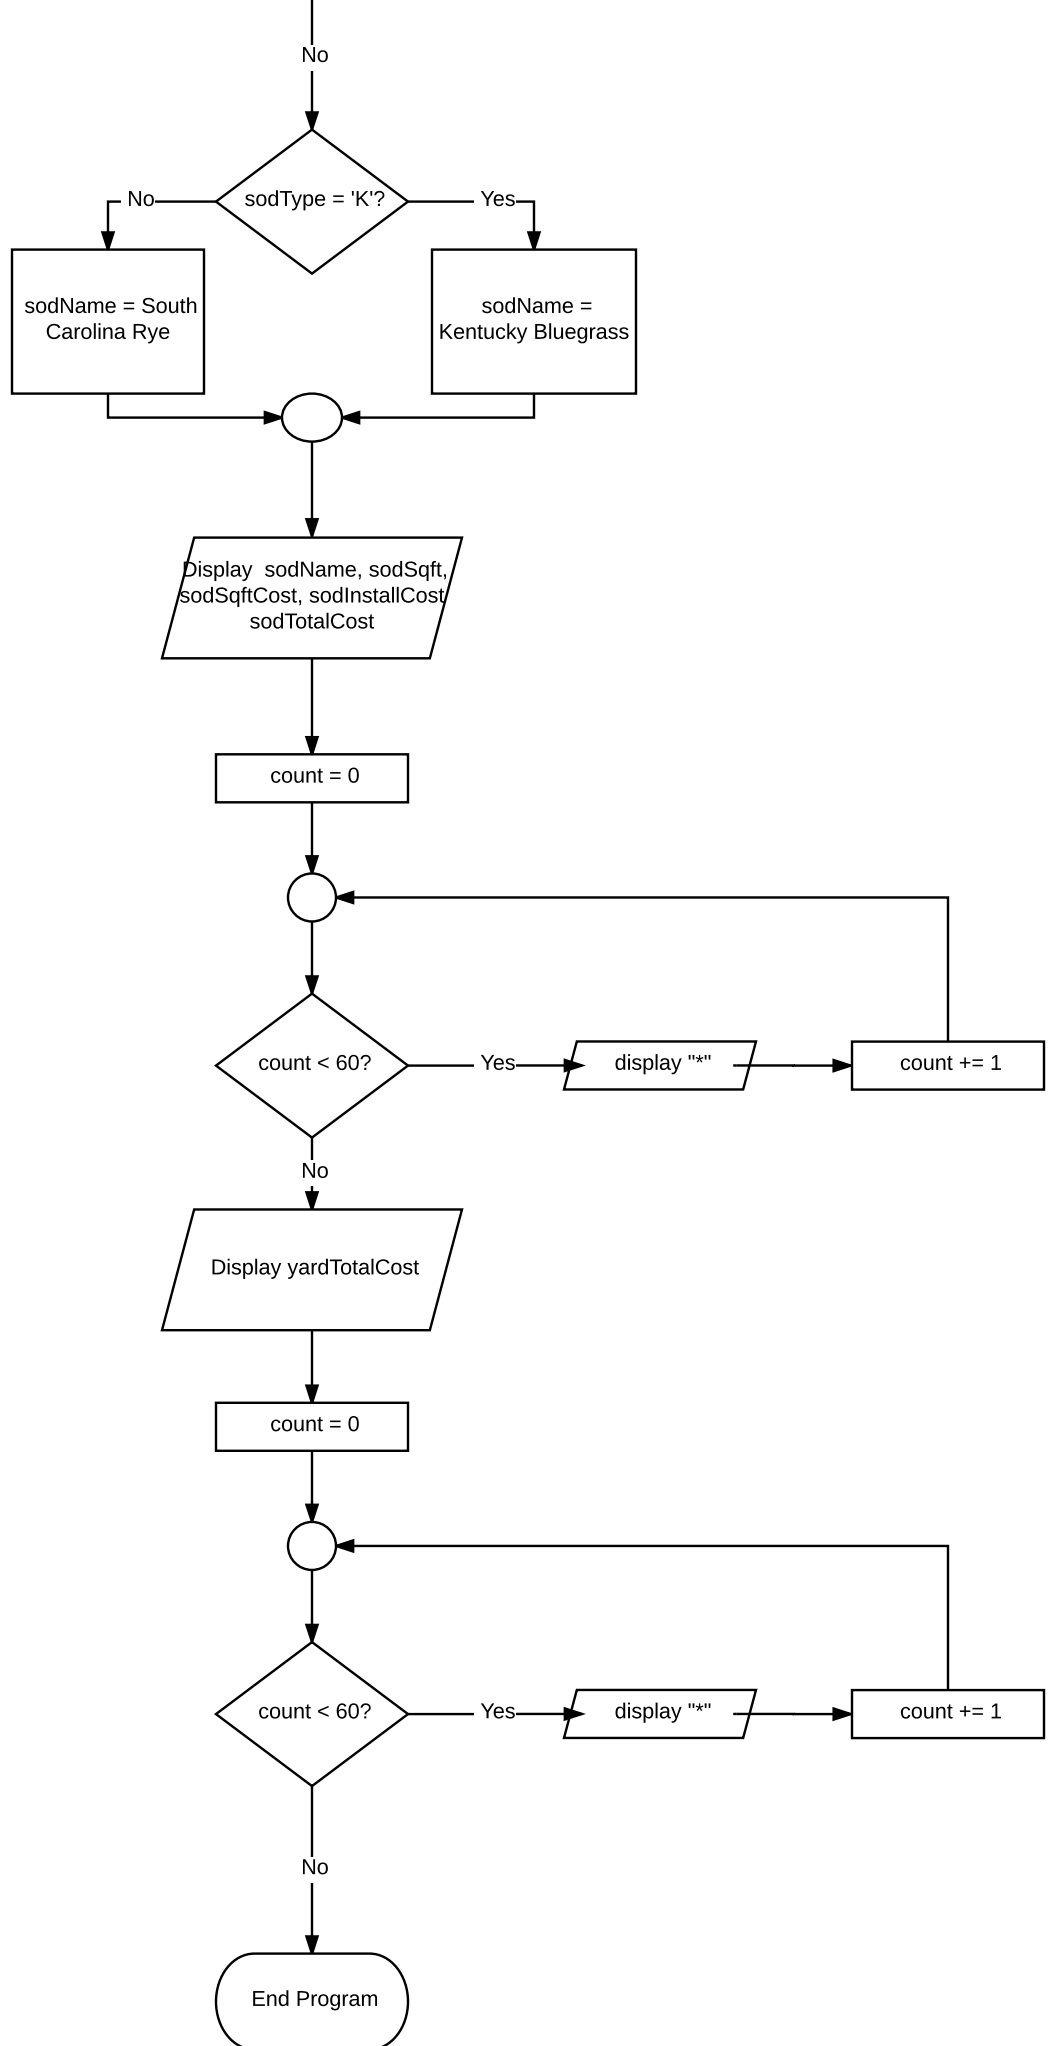 No
sodType = 'K'?
No
Yes
sodName = South
Carolina Rye
sodName =
Kentucky Bluegrass
Display  sodName, sodSqft,
sodSqftCost, sodInstallCost,
sodTotalCost
count = 0
count < 60?
Yes
display "*"
count += 1
No
Display yardTotalCost
count = 0
count < 60?
Yes
display "*"
count += 1
No
End Program